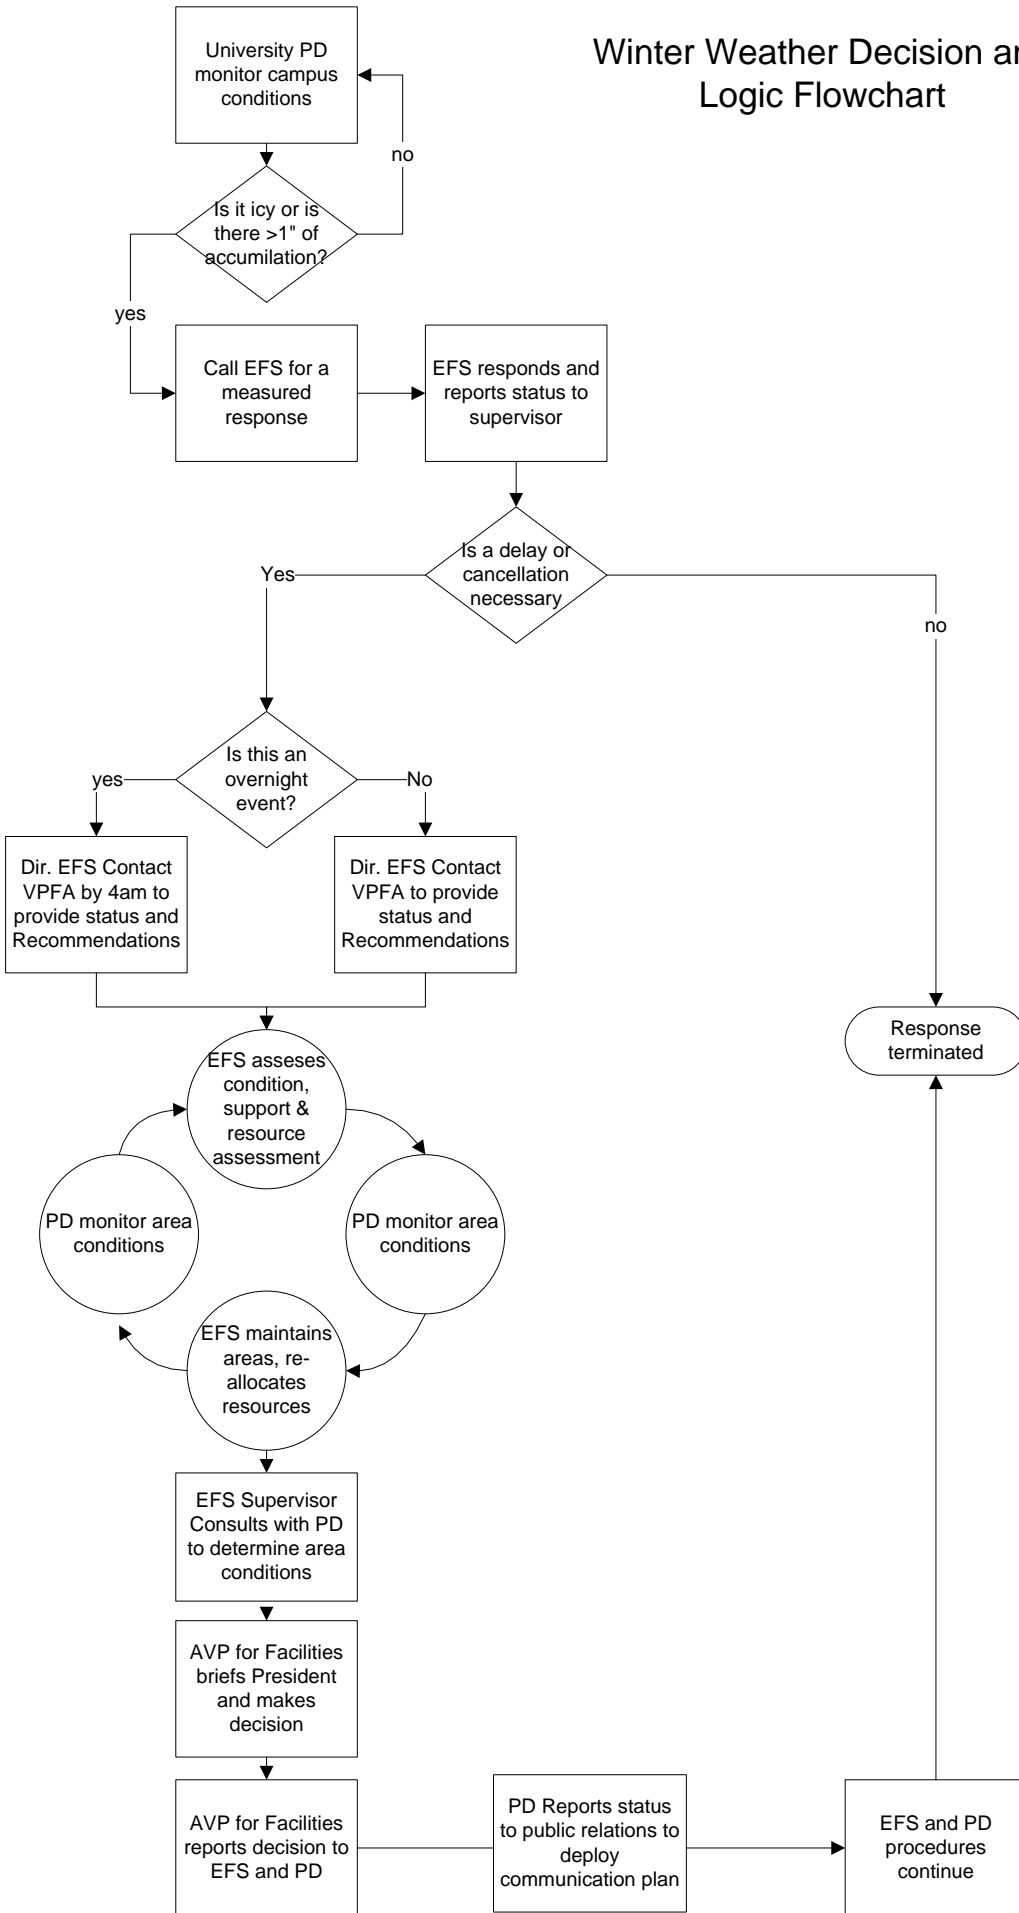 Winter Weather Decision
Logic Flowchart
University PD
monitor campus
conditions
no
Is it icy or is
there >1" of
accumilation?
yes
Call EFS for a
measured
response
EFS responds and
reports status to
supervisor
Is a delay or
cancellation
necessary
Yes
no
Is this an
overnight
event?
yes
No
Dir. EFS Contact
VPFA by 4am to
provide status and
Recommendations
Dir. EFS Contact
VPFA to provide
status and
Recommendations
Response
terminated
EFS asseses
condition,
support &
resource
assessment
PD monitor area
conditions
PD monitor area
conditions
EFS maintains
areas, re-
allocates
resources
EFS Supervisor
Consults with PD
to determine area
conditions
AVP for Facilities
briefs President
and makes
decision
AVP for Facilities
reports decision to
EFS and PD
PD Reports status
to public relations to
deploy
communication plan
EFS and PD
procedures
continue